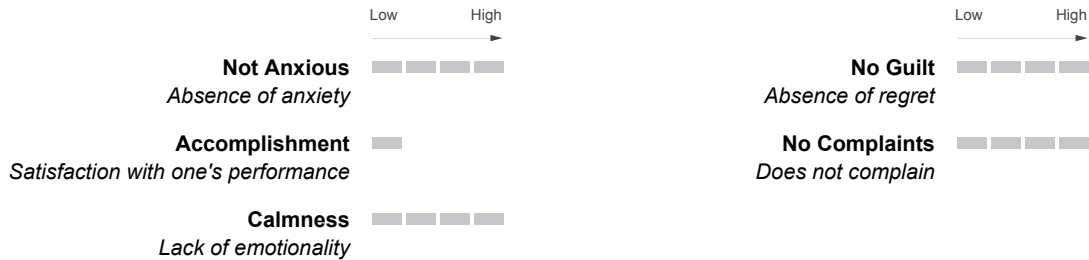 Low High
Not Anxious
Absence of anxiety
Accomplishment
Satisfaction with one's performance
Calmness
Lack of emotionality
Low High
No Guilt
Absence of regret
No Complaints
Does not complain